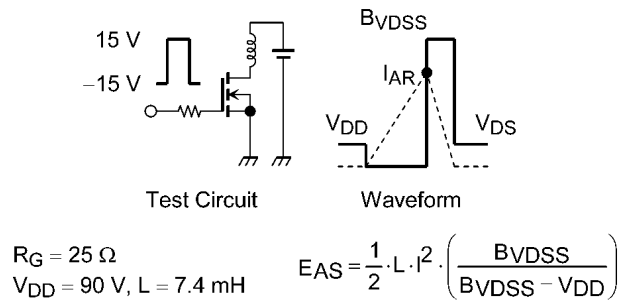 15 V
−15 V
BVDSS
IAR
VDD
VDS
Test Circuit
Waveform
RG = 25 Ω
VDD = 90 V, L = 7.4 mH
EAS = 1/2 · L · I² · (BVDSS / (BVDSS − VDD))